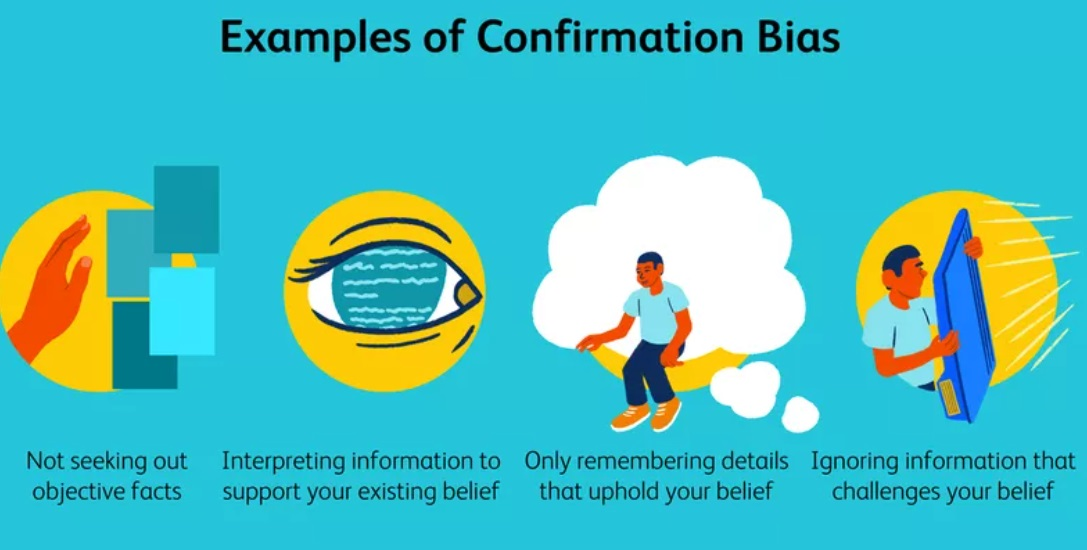 Examples of Confirmation Bias
Not seeking out
objective facts
Interpreting information to
support your existing belief
Only remembering details
that uphold your belief
Ignoring information that
challenges your belief